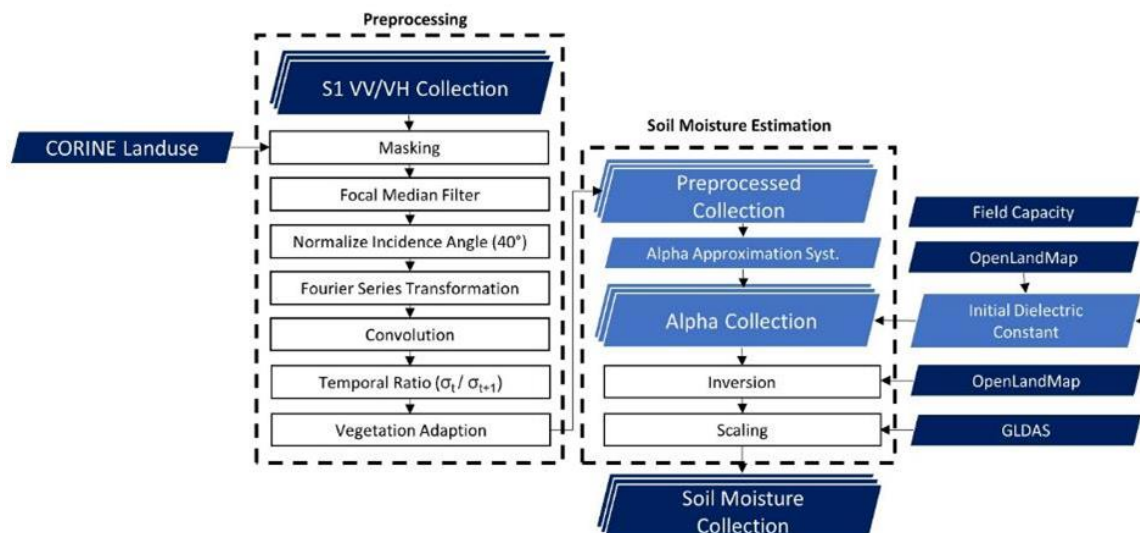 Preprocessing
S1 VV/VH Collection
CORINE Landuse
Masking
Focal Median Filter
Normalize Incidence Angle (40°)
Fourier Series Transformation
Convolution
Temporal Ratio (σt / σt+1)
Vegetation Adaption
Soil Moisture Estimation
Preprocessed
Collection
Alpha Approximation Syst.
Alpha Collection
Inversion
Scaling
Soil Moisture
Collection
Field Capacity
OpenLandMap
Initial Dielectric
Constant
OpenLandMap
GLDAS